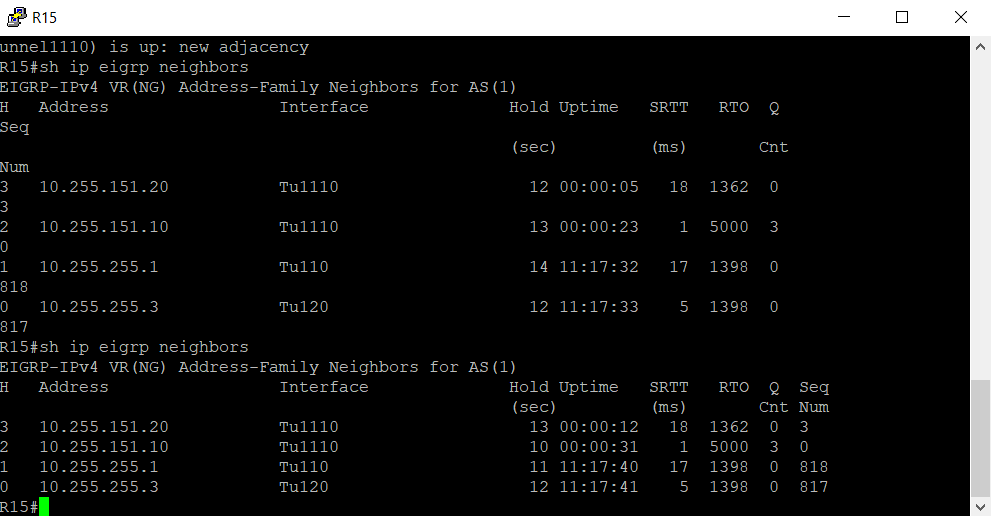 R15
unnel1110) is up: new adjacency
R15#sh ip eigrp neighbors
EIGRP-IPv4 VR(NG) Address-Family Neighbors for AS(1)
H   Address                 Interface              Hold Uptime   SRTT   RTO  Q
Seq
                                                   (sec)         (ms)       Cnt
Num
3   10.255.151.20           Tu1110                   12 00:00:05   18  1362  0
3
2   10.255.151.10           Tu1110                   13 00:00:23    1  5000  3
0
1   10.255.255.1            Tu110                    14 11:17:32   17  1398  0
818
0   10.255.255.3            Tu120                    12 11:17:33    5  1398  0
817
R15#sh ip eigrp neighbors
EIGRP-IPv4 VR(NG) Address-Family Neighbors for AS(1)
H   Address                 Interface              Hold Uptime   SRTT   RTO  Q  Seq
                                                   (sec)         (ms)       Cnt Num
3   10.255.151.20           Tu1110                   13 00:00:12   18  1362  0  3
2   10.255.151.10           Tu1110                   10 00:00:31    1  5000  3  0
1   10.255.255.1            Tu110                    11 11:17:40   17  1398  0  818
0   10.255.255.3            Tu120                    12 11:17:41    5  1398  0  817
R15#